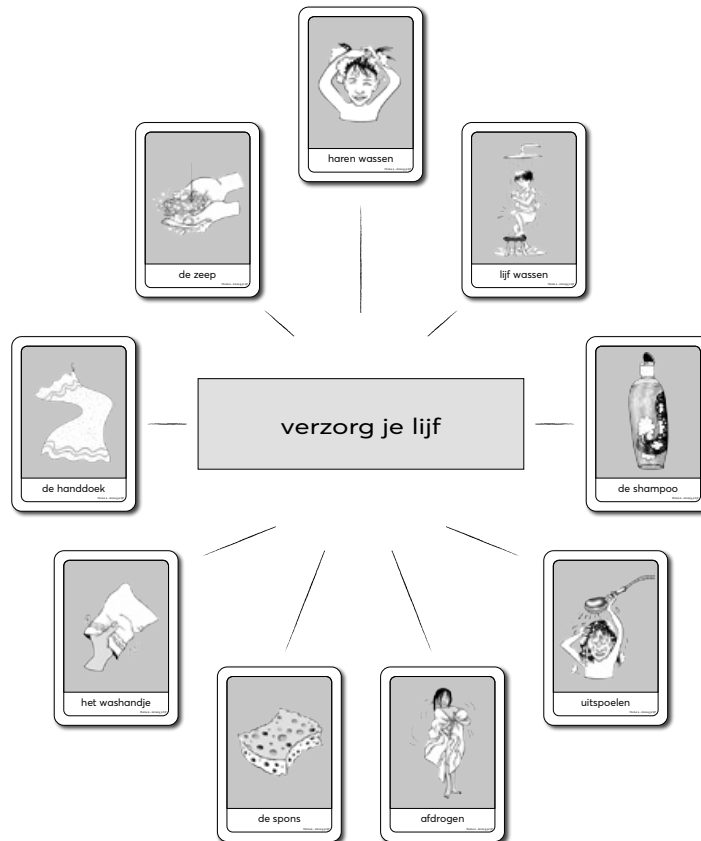 haren wassen
de zeep
lijf wassen
de handdoek
verzorg je lijf
de shampoo
het washandje
uitspoelen
de spons
afdrogen